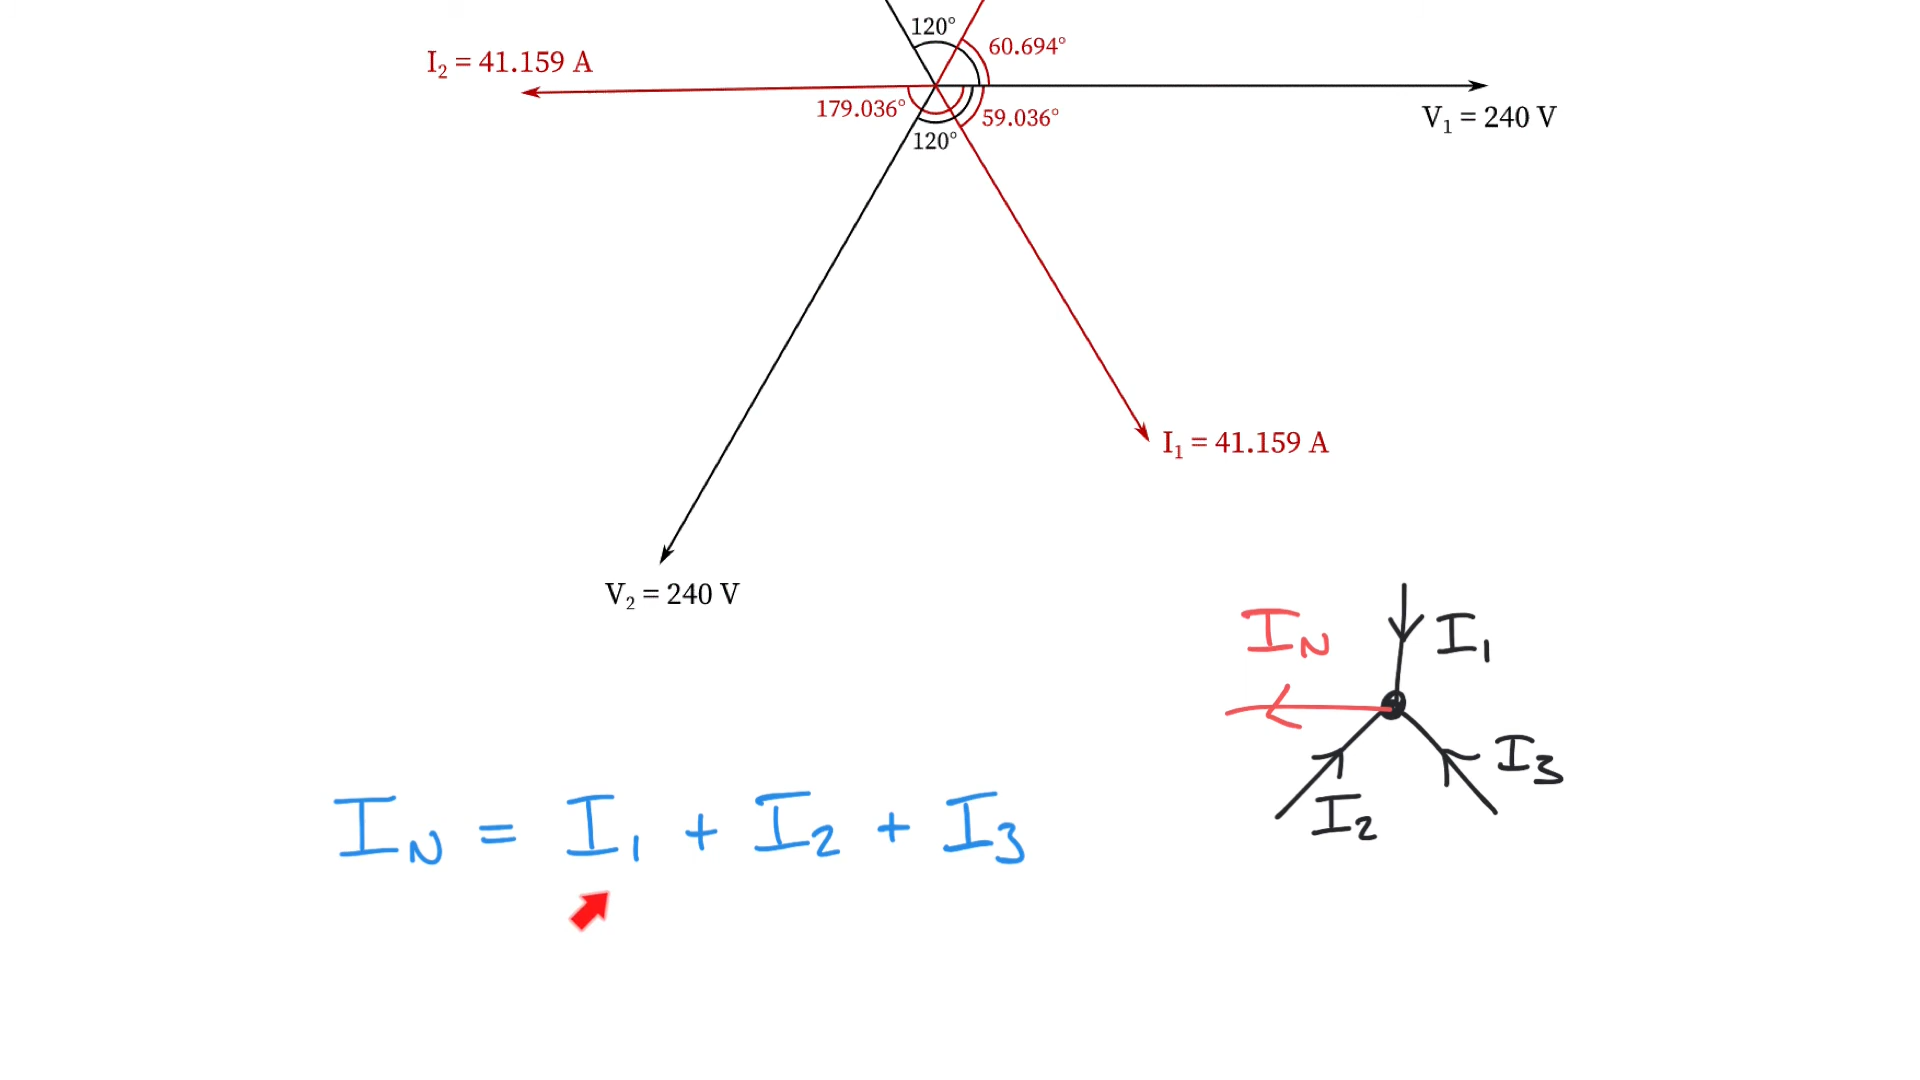 120°
60.694°
I₂ = 41.159 A
179.036°
59.036°
V₁ = 240 V
120°
I₁ = 41.159 A
V₂ = 240 V
I_N
I₁
I₃
I₂
I_N = I₁ + I₂ + I₃